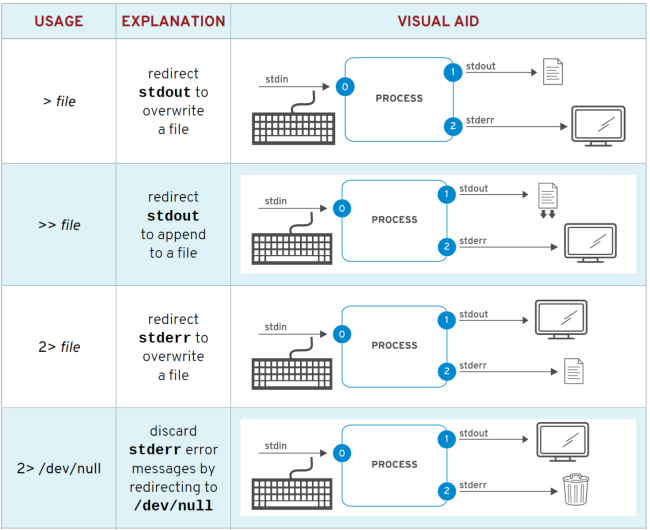 USAGE EXPLANATION VISUAL AID
> file
redirect
stdout to
overwrite
a file
stdin
0
PROCESS
1 stdout
2 stderr
>> file
redirect
stdout
to append
to a file
stdin
0
PROCESS
1 stdout
2 stderr
2> file
redirect
stderr to
overwrite
a file
stdin
0
PROCESS
1 stdout
2 stderr
2> /dev/null
discard
stderr error
messages by
redirecting to
/dev/null
stdin
0
PROCESS
1 stdout
2 stderr